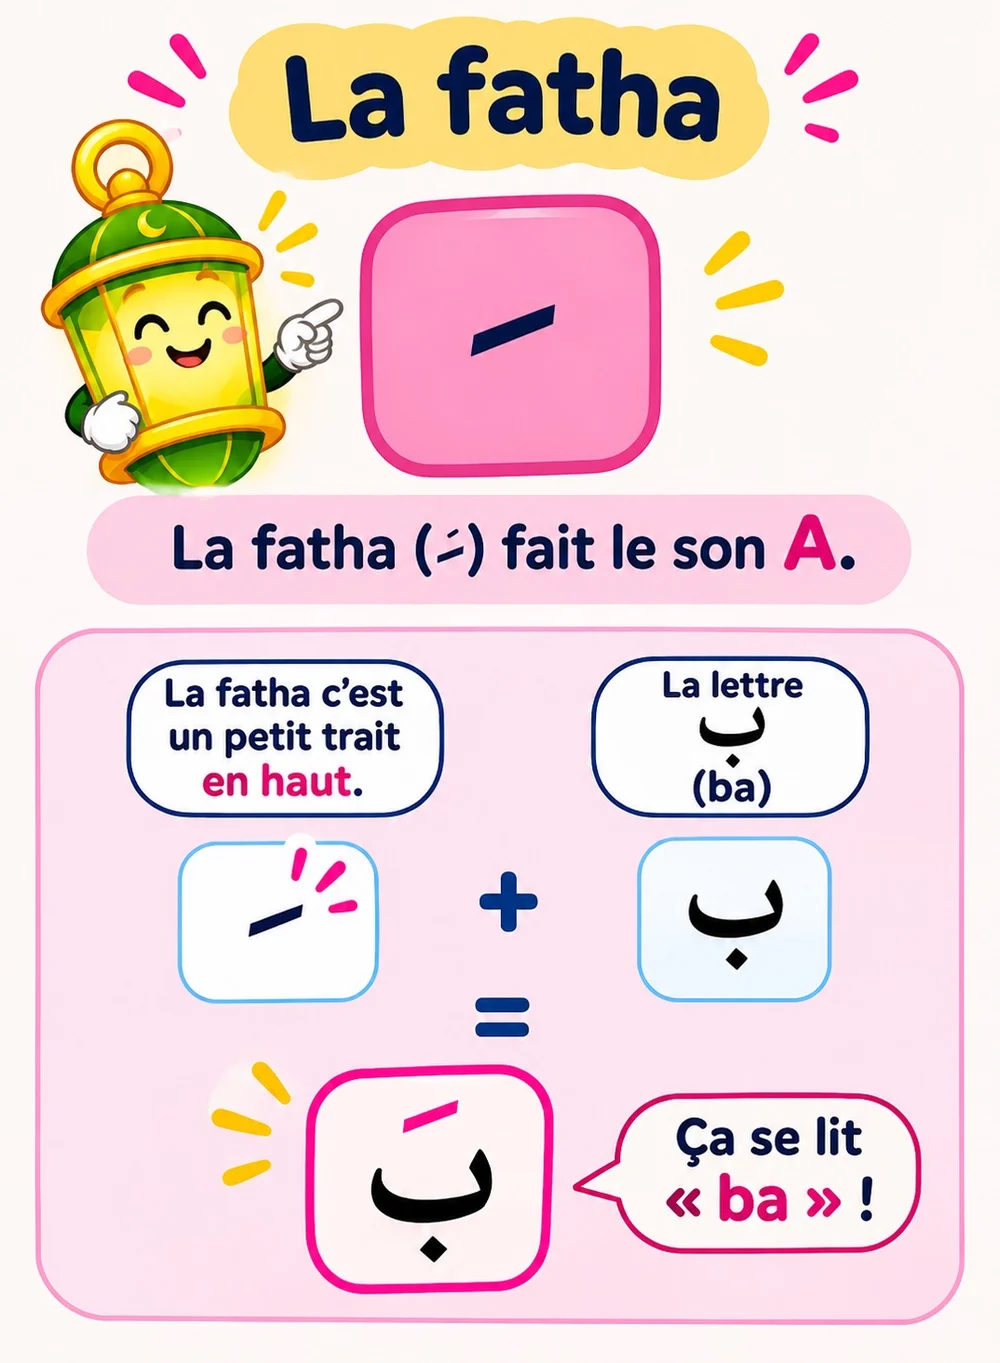 La fatha
َ
La fatha (ـَ) fait le son A.
La fatha c’est
un petit trait
en haut.
La lettre
ب
(ba)
َ
+
ب
=
بَ
Ça se lit
« ba » !